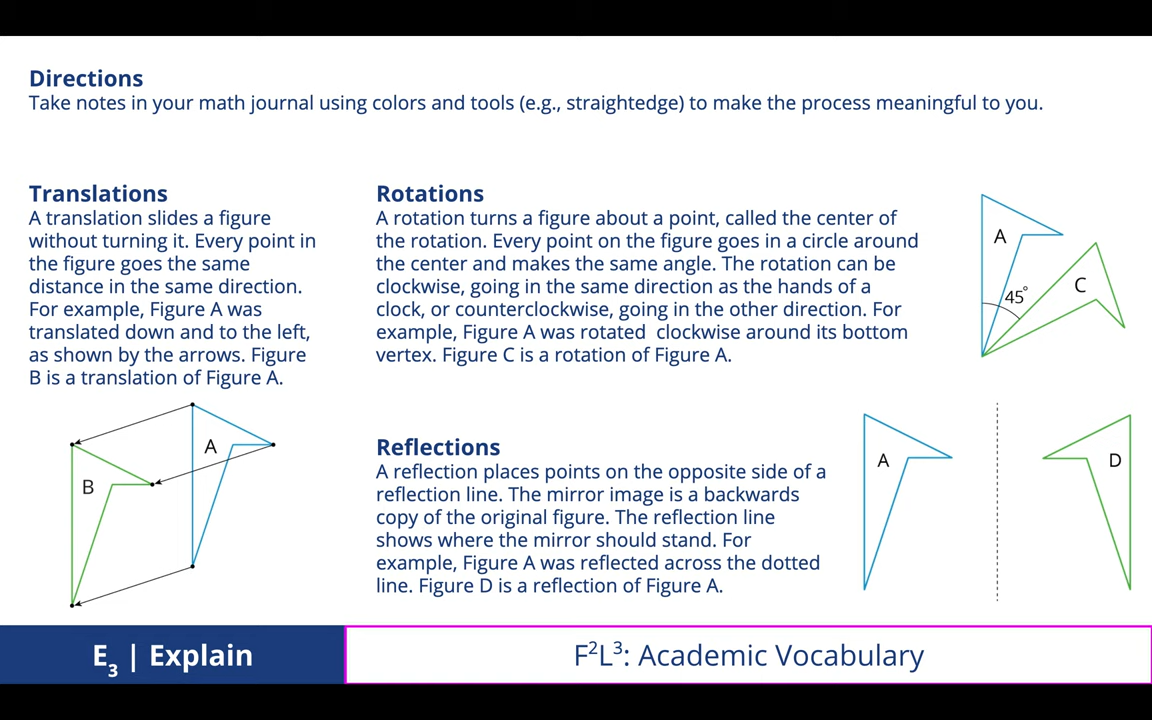 Directions
Take notes in your math journal using colors and tools (e.g., straightedge) to make the process meaningful to you.
Translations
A translation slides a figure
without turning it. Every point in
the figure goes the same
distance in the same direction.
For example, Figure A was
translated down and to the left,
as shown by the arrows. Figure
B is a translation of Figure A.
A
B
Rotations
A rotation turns a figure about a point, called the center of
the rotation. Every point on the figure goes in a circle around
the center and makes the same angle. The rotation can be
clockwise, going in the same direction as the hands of a
clock, or counterclockwise, going in the other direction. For
example, Figure A was rotated  clockwise around its bottom
vertex. Figure C is a rotation of Figure A.
A
C
45°
Reflections
A reflection places points on the opposite side of a
reflection line. The mirror image is a backwards
copy of the original figure. The reflection line
shows where the mirror should stand. For
example, Figure A was reflected across the dotted
line. Figure D is a reflection of Figure A.
A
D
E₃ | Explain
F²L³: Academic Vocabulary